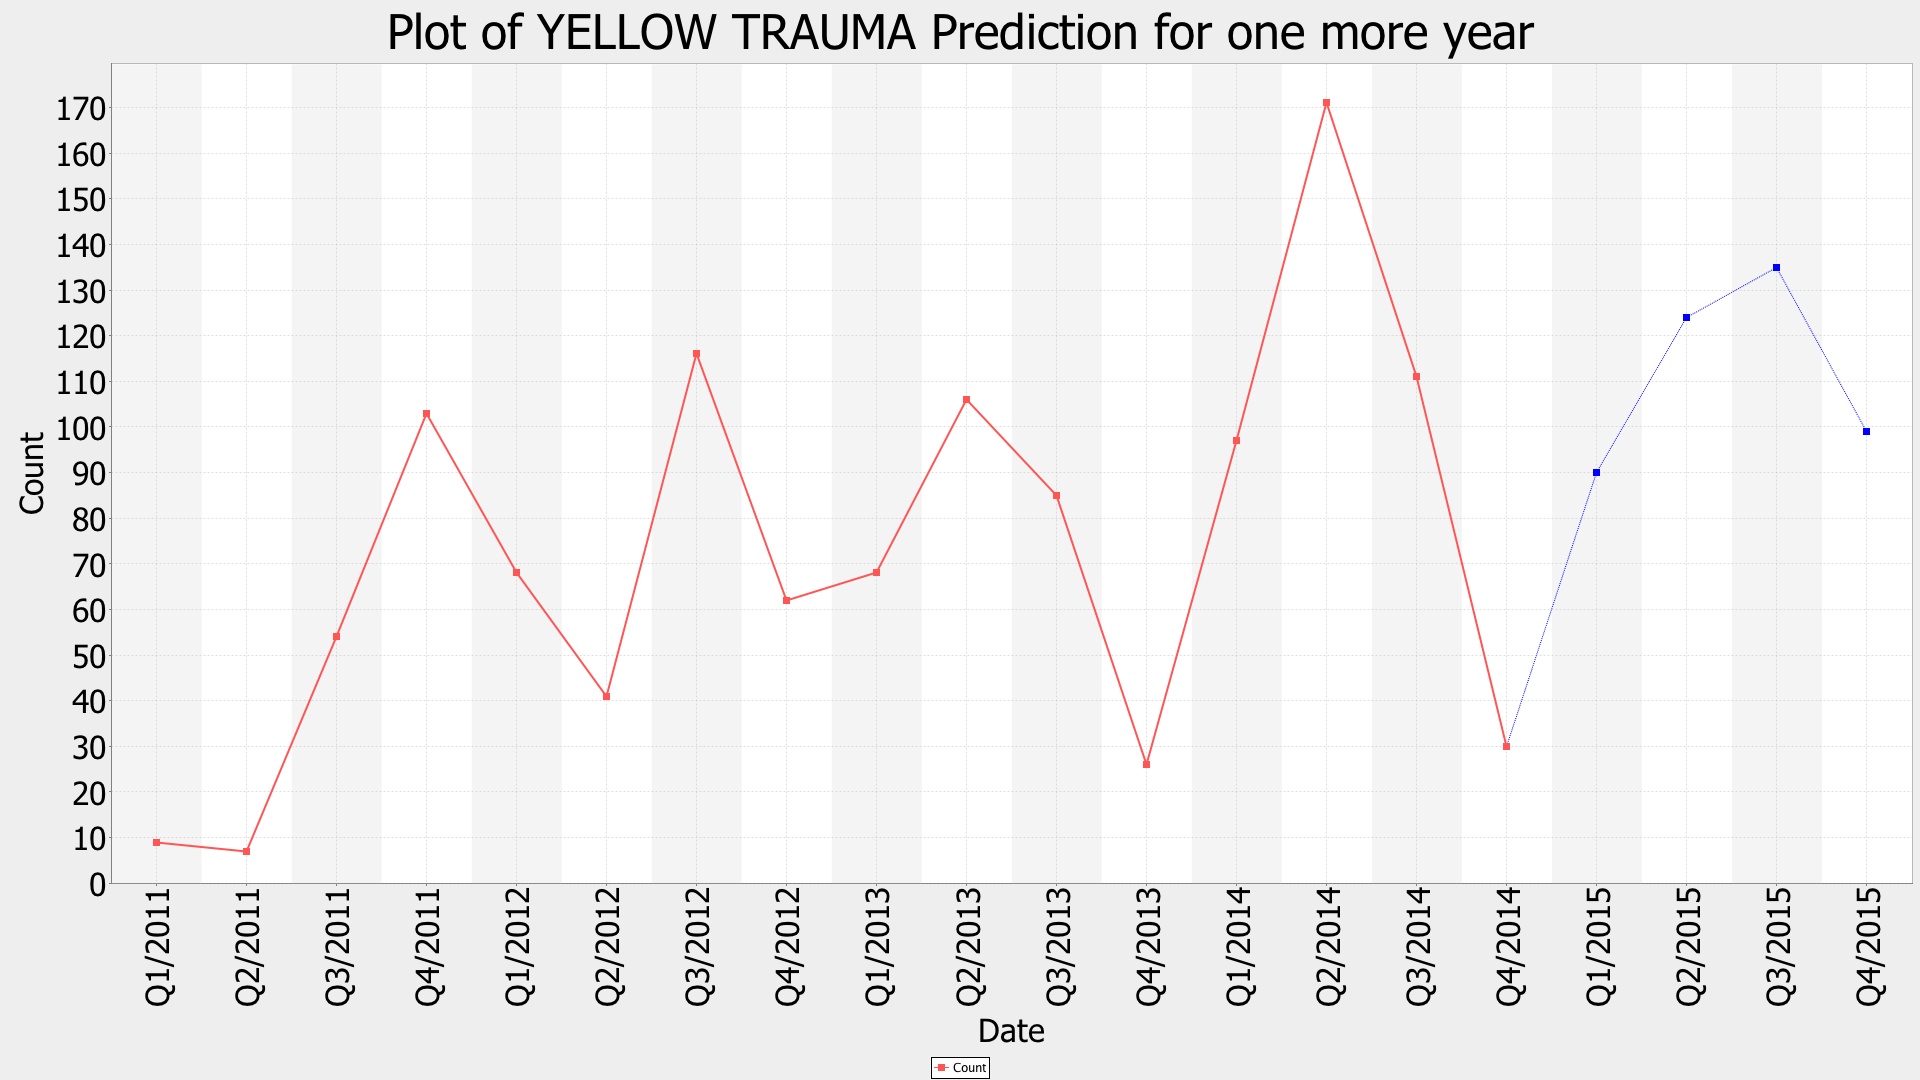 Plot of YELLOW TRAUMA Prediction for one more year
170
160
150
140
130
120
110
100
90
80
70
60
50
40
30
20
10
0
Count
Q1/2011
Q2/2011
Q3/2011
Q4/2011
Q1/2012
Q2/2012
Q3/2012
Q4/2012
Q1/2013
Q2/2013
Q3/2013
Q4/2013
Q1/2014
Q2/2014
Q3/2014
Q4/2014
Q1/2015
Q2/2015
Q3/2015
Q4/2015
Date
Count